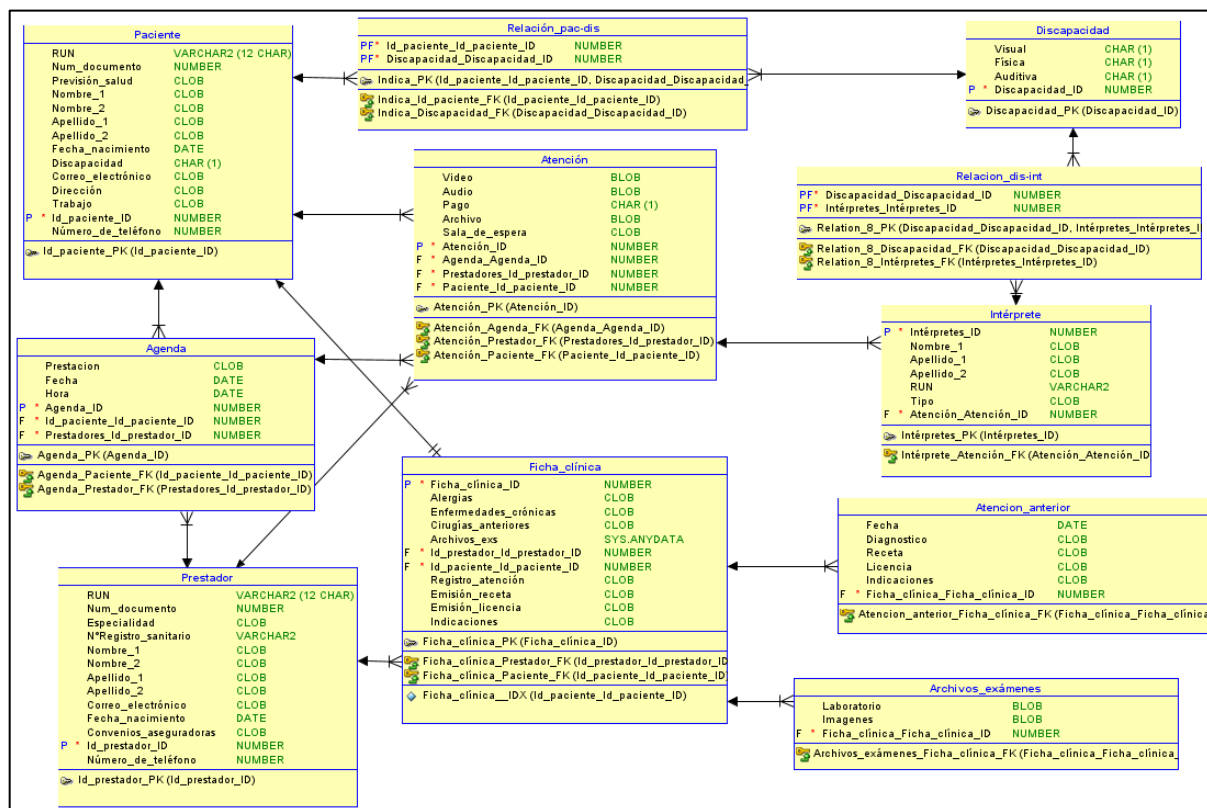 Paciente
RUN VARCHAR2 (12 CHAR)
Num_documento NUMBER
Previsión_salud CLOB
Nombre_1 CLOB
Nombre_2 CLOB
Apellido_1 CLOB
Apellido_2 CLOB
Fecha_nacimiento DATE
Discapacidad CHAR (1)
Correo_electrónico CLOB
Dirección CLOB
Trabajo CLOB
P * Id_paciente_ID NUMBER
Número_de_teléfono NUMBER
Id_paciente_PK (Id_paciente_ID)
Relación_pac-dis
PF* Id_paciente_Id_paciente_ID NUMBER
PF* Discapacidad_Discapacidad_ID NUMBER
Indica_PK (Id_paciente_Id_paciente_ID, Discapacidad_Discapacidad_
Indica_Id_paciente_FK (Id_paciente_Id_paciente_ID)
Indica_Discapacidad_FK (Discapacidad_Discapacidad_ID)
Discapacidad
Visual CHAR (1)
Física CHAR (1)
Auditiva CHAR (1)
P * Discapacidad_ID NUMBER
Discapacidad_PK (Discapacidad_ID)
Atención
Video BLOB
Audio BLOB
Pago CHAR (1)
Archivo BLOB
Sala_de_espera CLOB
P * Atención_ID NUMBER
F * Agenda_Agenda_ID NUMBER
F * Prestadores_Id_prestador_ID NUMBER
F * Paciente_Id_paciente_ID NUMBER
Atención_PK (Atención_ID)
Atención_Agenda_FK (Agenda_Agenda_ID)
Atención_Prestador_FK (Prestadores_Id_prestador_ID)
Atención_Paciente_FK (Paciente_Id_paciente_ID)
Relacion_dis-int
PF* Discapacidad_Discapacidad_ID NUMBER
PF* Intérpretes_Intérpretes_ID NUMBER
Relation_8_PK (Discapacidad_Discapacidad_ID, Intérpretes_Intérpretes_I
Relation_8_Discapacidad_FK (Discapacidad_Discapacidad_ID)
Relation_8_Intérpretes_FK (Intérpretes_Intérpretes_ID)
Intérprete
P * Intérpretes_ID NUMBER
Nombre_1 CLOB
Apellido_1 CLOB
Apellido_2 CLOB
RUN VARCHAR2
Tipo CLOB
F * Atención_Atención_ID NUMBER
Intérpretes_PK (Intérpretes_ID)
Intérprete_Atención_FK (Atención_Atención_ID
Agenda
Prestacion CLOB
Fecha DATE
Hora DATE
P * Agenda_ID NUMBER
F * Id_paciente_Id_paciente_ID NUMBER
F * Prestadores_Id_prestador_ID NUMBER
Agenda_PK (Agenda_ID)
Agenda_Paciente_FK (Id_paciente_Id_paciente_ID)
Agenda_Prestador_FK (Prestadores_Id_prestador_ID)
Ficha_clínica
P * Ficha_clínica_ID NUMBER
Alergias CLOB
Enfermedades_crónicas CLOB
Cirugías_anteriores CLOB
Archivos_exs SYS.ANYDATA
F * Id_prestador_Id_prestador_ID NUMBER
F * Id_paciente_Id_paciente_ID NUMBER
Registro_atención CLOB
Emisión_receta CLOB
Emisión_licencia CLOB
Indicaciones CLOB
Ficha_clínica_PK (Ficha_clínica_ID)
Ficha_clínica_Prestador_FK (Id_prestador_Id_prestador_ID
Ficha_clínica_Paciente_FK (Id_paciente_Id_paciente_ID)
Ficha_clínica__IDX (Id_paciente_Id_paciente_ID)
Atencion_anterior
Fecha DATE
Diagnostico CLOB
Receta CLOB
Licencia CLOB
Indicaciones CLOB
F * Ficha_clínica_Ficha_clínica_ID NUMBER
Atencion_anterior_Ficha_clínica_FK (Ficha_clínica_Ficha_clínica
Prestador
RUN VARCHAR2 (12 CHAR)
Num_documento NUMBER
Especialidad CLOB
NºRegistro_sanitario VARCHAR2
Nombre_1 CLOB
Nombre_2 CLOB
Apellido_1 CLOB
Apellido_2 CLOB
Correo_electrónico CLOB
Fecha_nacimiento DATE
Convenios_aseguradoras CLOB
P * Id_prestador_ID NUMBER
Número_de_teléfono NUMBER
Id_prestador_PK (Id_prestador_ID)
Archivos_exámenes
Laboratorio BLOB
Imagenes BLOB
F * Ficha_clínica_Ficha_clínica_ID NUMBER
Archivos_exámenes_Ficha_clínica_FK (Ficha_clínica_Ficha_clínica_